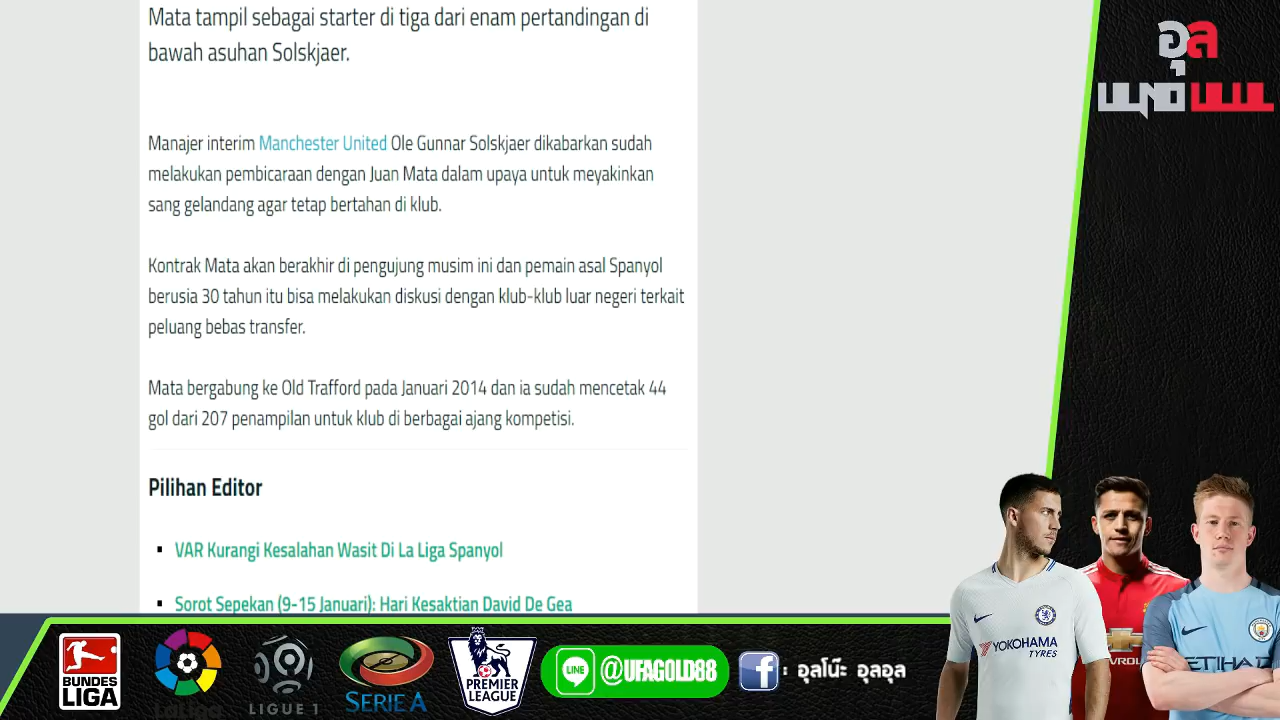 Mata tampil sebagai starter di tiga dari enam pertandingan di
bawah asuhan Solskjaer.
Manajer interim Manchester United Ole Gunnar Solskjaer dikabarkan sudah
melakukan pembicaraan dengan Juan Mata dalam upaya untuk meyakinkan
sang gelandang agar tetap bertahan di klub.
Kontrak Mata akan berakhir di pengujung musim ini dan pemain asal Spanyol
berusia 30 tahun itu bisa melakukan diskusi dengan klub-klub luar negeri terkait
peluang bebas transfer.
Mata bergabung ke Old Trafford pada Januari 2014 dan ia sudah mencetak 44
gol dari 207 penampilan untuk klub di berbagai ajang kompetisi.
Pilihan Editor
VAR Kurangi Kesalahan Wasit Di La Liga Spanyol
Sorot Sepekan (9-15 Januari): Hari Kesaktian David De Gea
อุล
YOKOHAMA
TYRES
BUNDES
LIGA
LaLiga
LIGUE 1
SERIE A
PREMIER
LEAGUE
LINE
@UFAGOLD88
f : อุลโน๊ะ อุลอุล